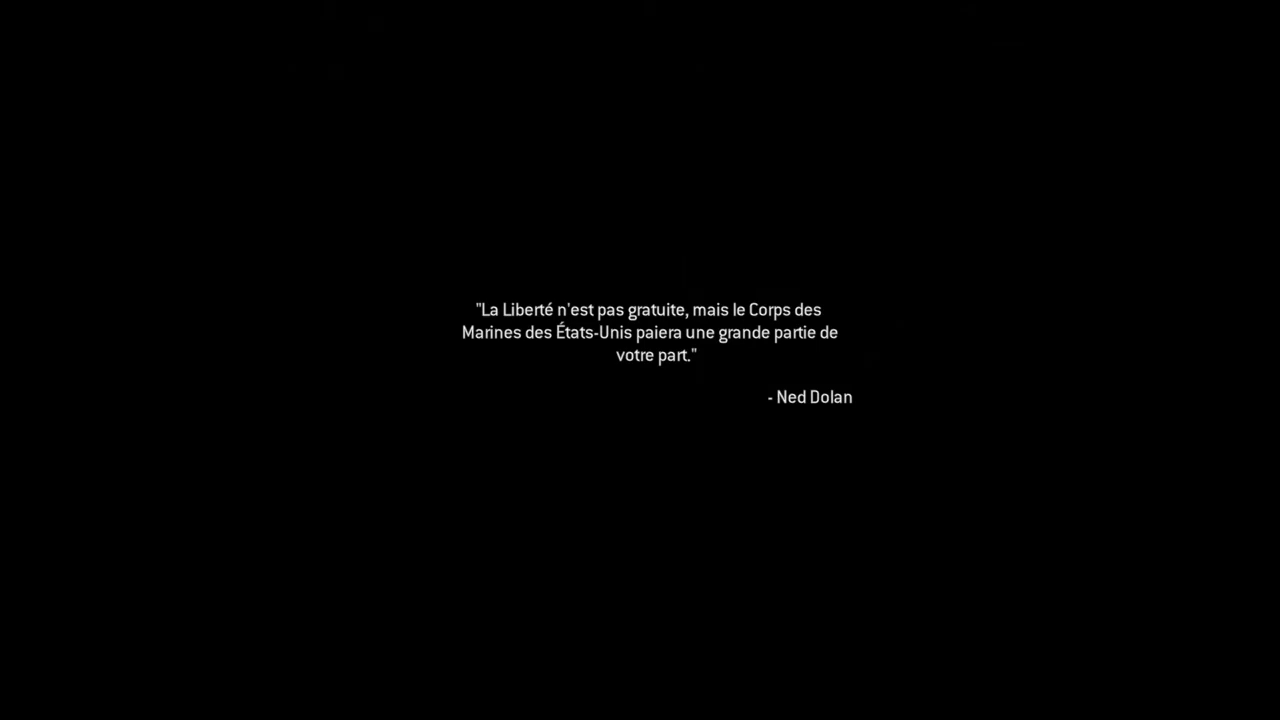 "La Liberté n'est pas gratuite, mais le Corps des
Marines des États-Unis paiera une grande partie de
votre part."
- Ned Dolan